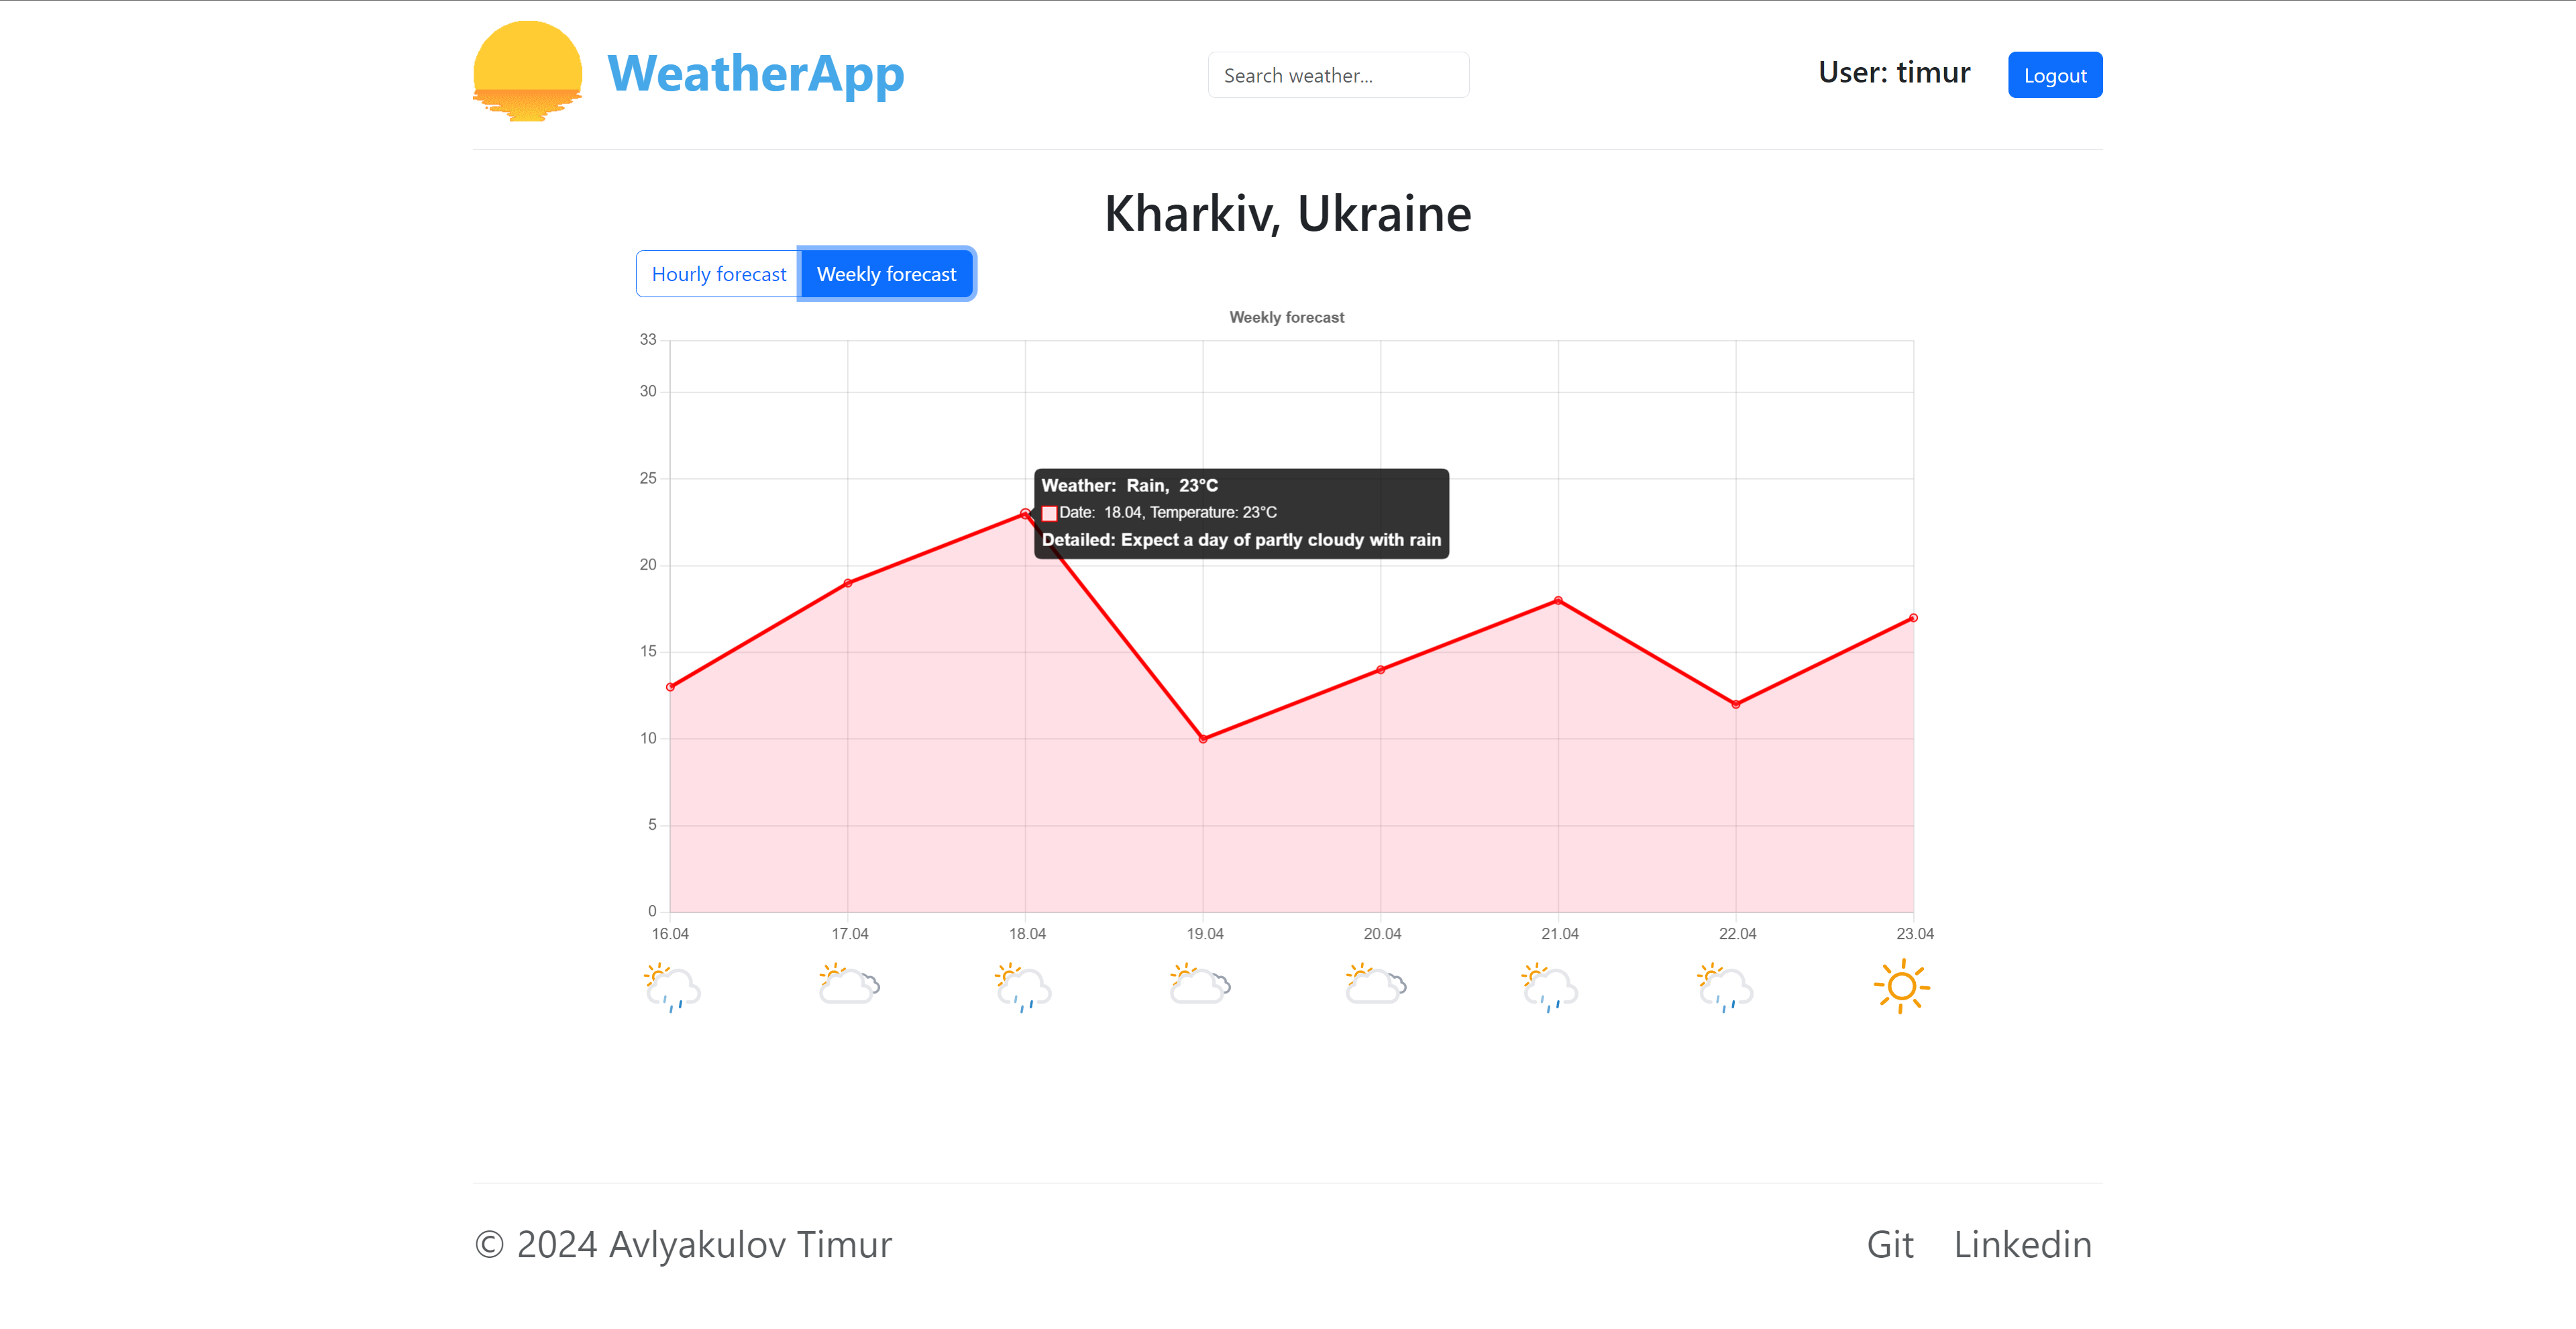 WeatherApp
Search weather...
User: timur
Logout
Kharkiv, Ukraine
Hourly forecast
Weekly forecast
Weekly forecast
33
30
25
20
15
10
5
0
Weather: Rain, 23°C
Date: 18.04, Temperature: 23°C
Detailed: Expect a day of partly cloudy with rain
16.04 17.04 18.04 19.04 20.04 21.04 22.04 23.04
© 2024 Avlyakulov Timur
Git Linkedin